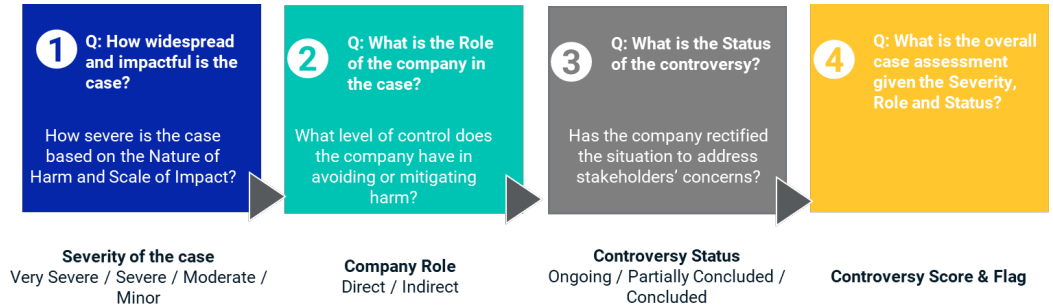 1
Q: How widespread
and impactful is the
case?
How severe is the case
based on the Nature of
Harm and Scale of Impact?
2
Q: What is the Role
of the company in
the case?
What level of control does
the company have in
avoiding or mitigating
harm?
3
Q: What is the Status
of the controversy?
Has the company rectified
the situation to address
stakeholders’ concerns?
4
Q: What is the overall
case assessment
given the Severity,
Role and Status?
Severity of the case
Very Severe / Severe / Moderate /
Minor
Company Role
Direct / Indirect
Controversy Status
Ongoing / Partially Concluded /
Concluded
Controversy Score & Flag